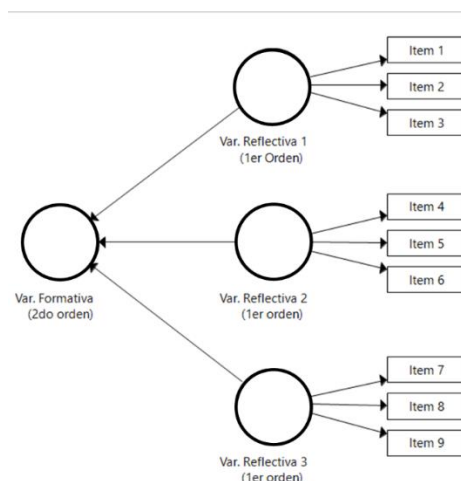 Item 1
Item 2
Item 3
Var. Reflectiva 1
(1er Orden)
Item 4
Item 5
Item 6
Var. Formativa
(2do orden)
Var. Reflectiva 2
(1er orden)
Item 7
Item 8
Item 9
Var. Reflectiva 3
(1er orden)